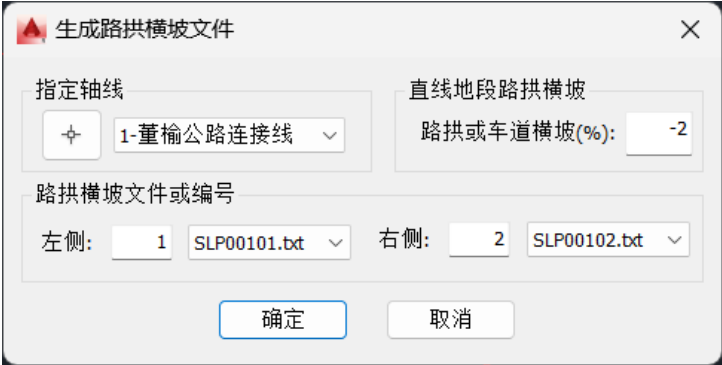 生成路拱横坡文件
指定轴线
1-董榆公路连接线
直线地段路拱横坡
路拱或车道横坡(%): -2
路拱横坡文件或编号
左侧: 1 SLP00101.txt 右侧: 2 SLP00102.txt
确定 取消